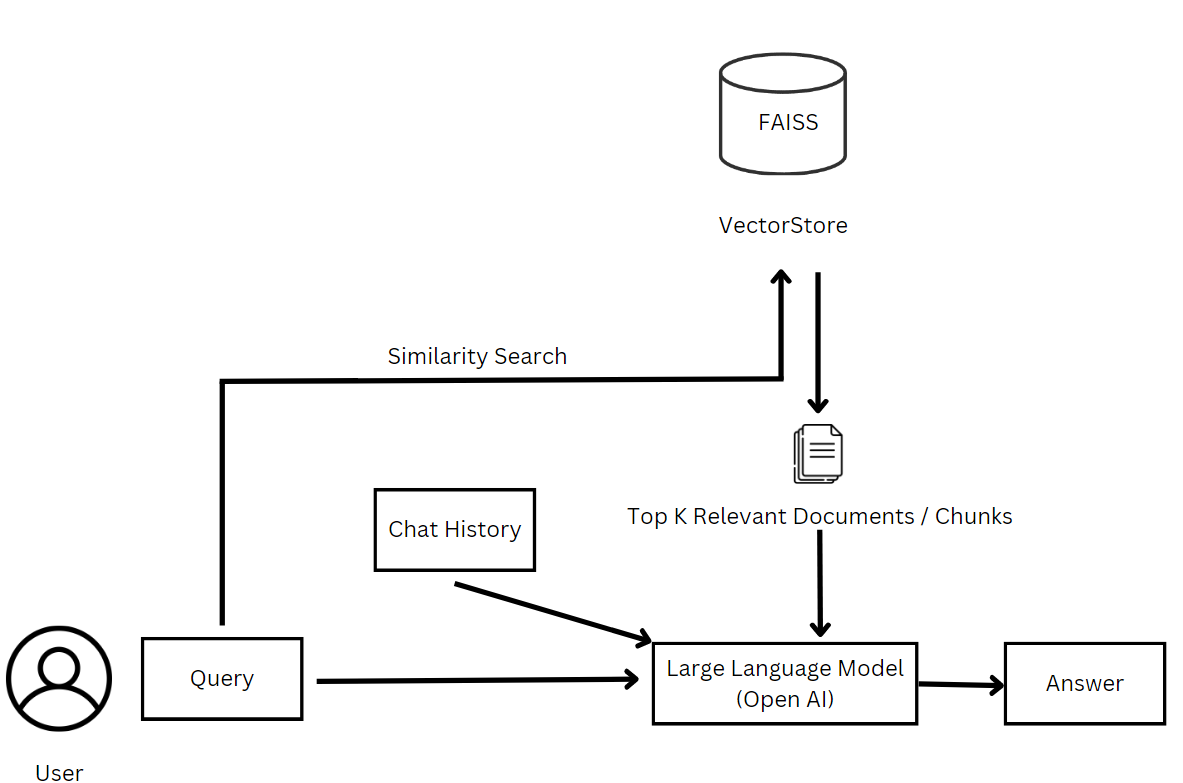 FAISS
VectorStore
Similarity Search
Chat History
Top K Relevant Documents / Chunks
Query
Large Language Model
(Open AI)
Answer
User